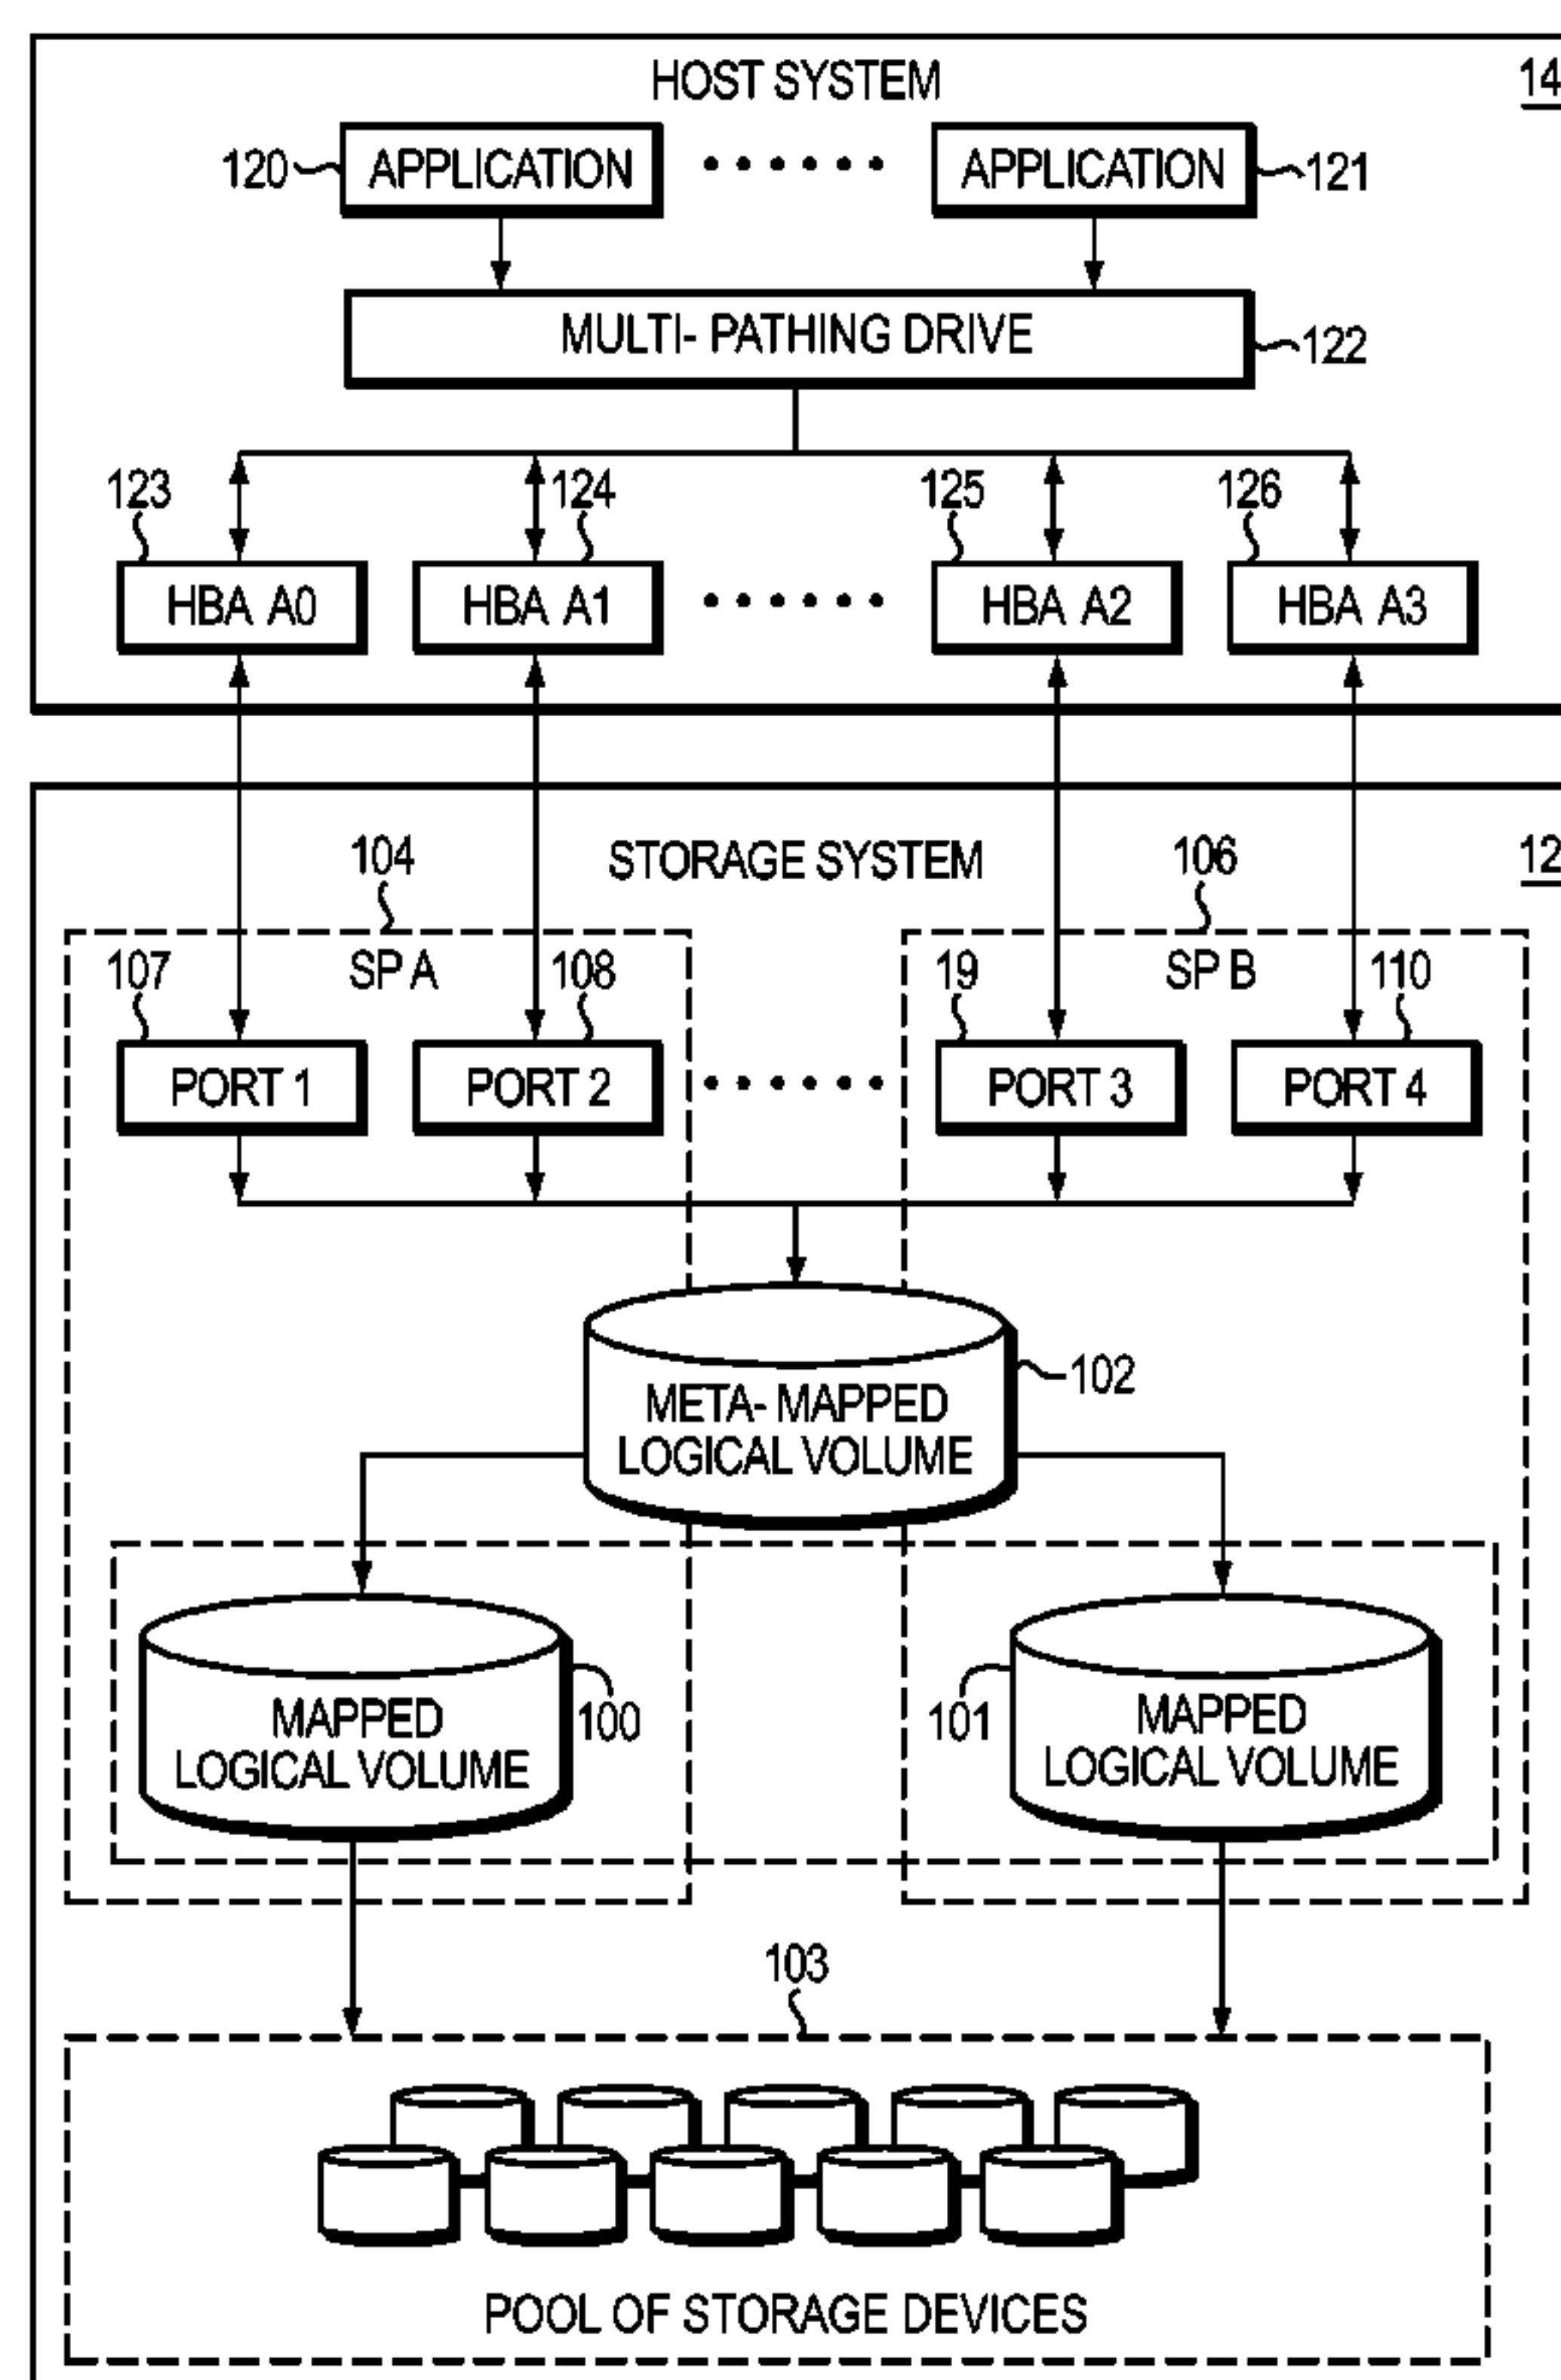 HOST SYSTEM 14
120 APPLICATION APPLICATION 121
MULTI- PATHING DRIVE 122
123 124 125 126
HBA A0 HBA A1 HBA A2 HBA A3
104 STORAGE SYSTEM 106 12
107 SP A 108 19 SP B 110
PORT 1 PORT 2 PORT 3 PORT 4
102
META- MAPPED
LOGICAL VOLUME
MAPPED
LOGICAL VOLUME
100
101
MAPPED
LOGICAL VOLUME
103
POOL OF STORAGE DEVICES